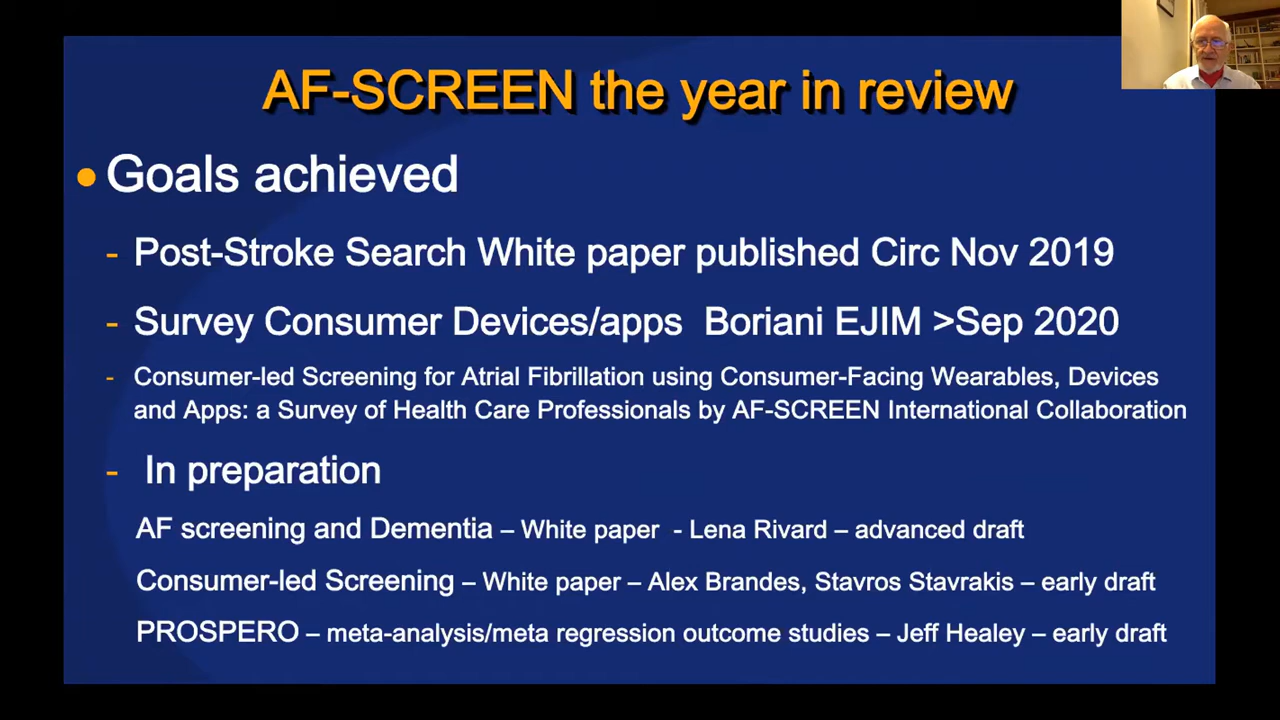 AF-SCREEN the year in review
• Goals achieved
- Post-Stroke Search White paper published Circ Nov 2019
- Survey Consumer Devices/apps Boriani EJIM >Sep 2020
- Consumer-led Screening for Atrial Fibrillation using Consumer-Facing Wearables, Devices
and Apps: a Survey of Health Care Professionals by AF-SCREEN International Collaboration
- In preparation
AF screening and Dementia – White paper - Lena Rivard – advanced draft
Consumer-led Screening – White paper – Alex Brandes, Stavros Stavrakis – early draft
PROSPERO – meta-analysis/meta regression outcome studies – Jeff Healey – early draft